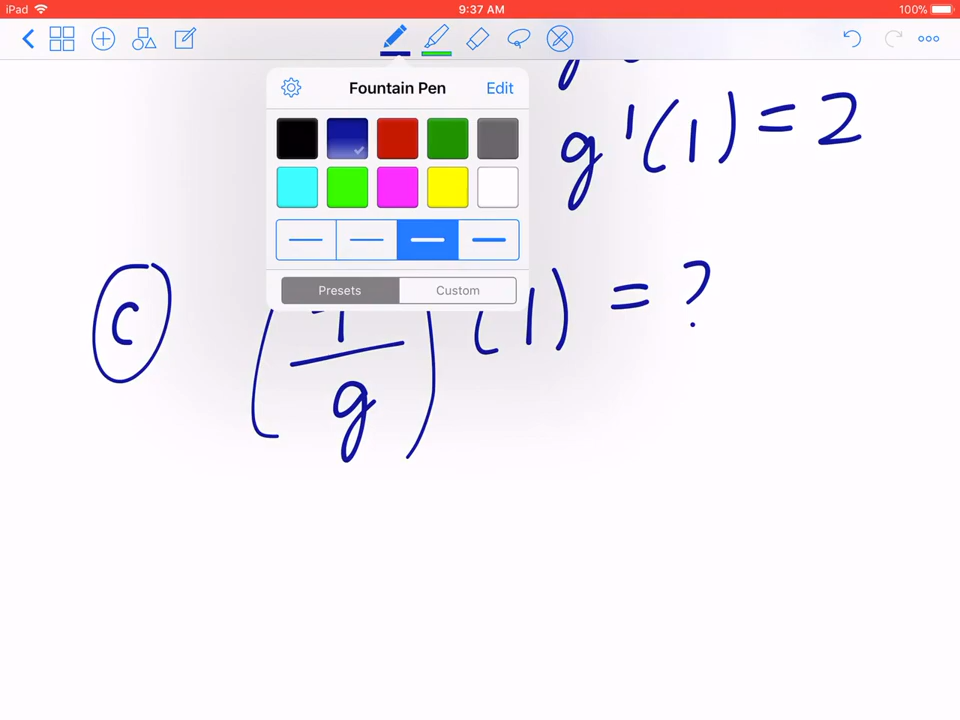 iPad 9:37 AM 100%
Fountain Pen Edit
g'(1) = 2
Presets Custom
c (1/g)(1) = ?